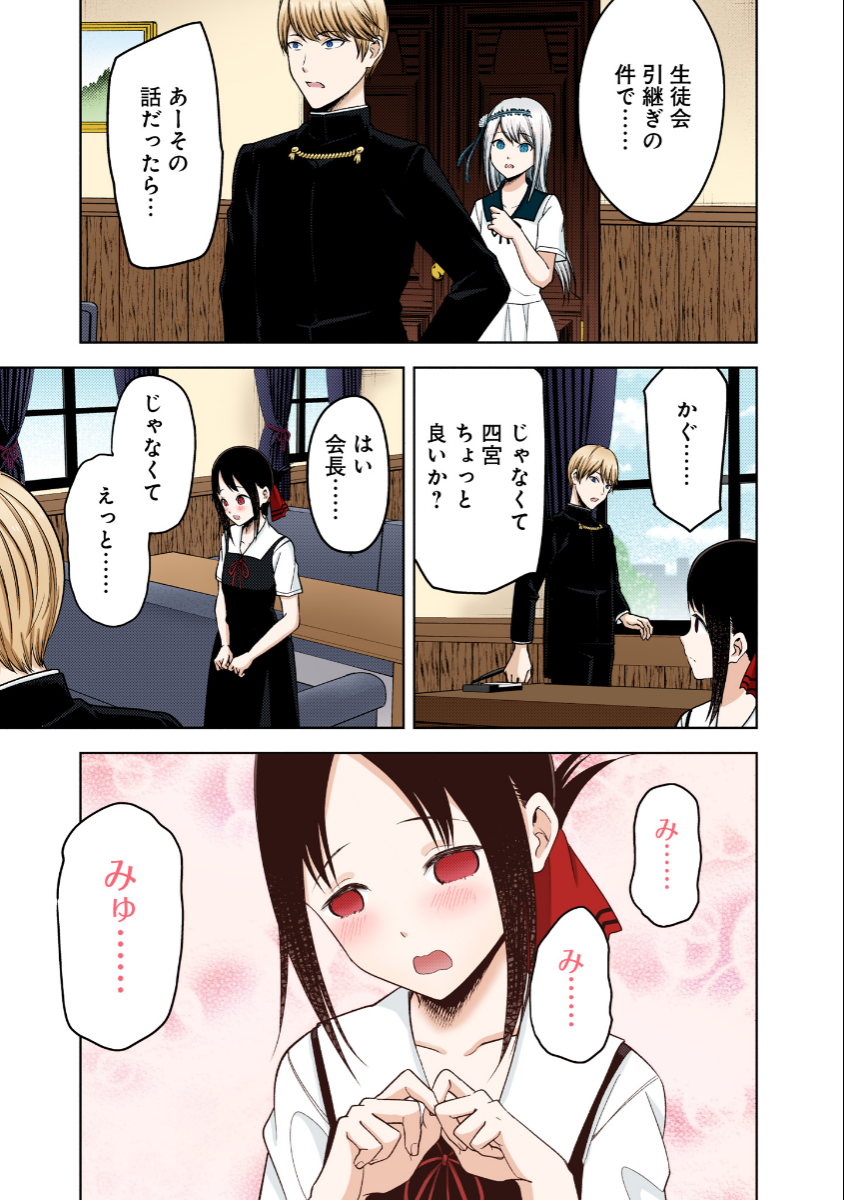 生徒会
引継ぎの
件で……
あーその
話だったら…
かぐ……
じゃなくて
四宮
ちょっと
良いか？
はい
会長……
じゃなくて
えっと……
み……
み……
みゅ……